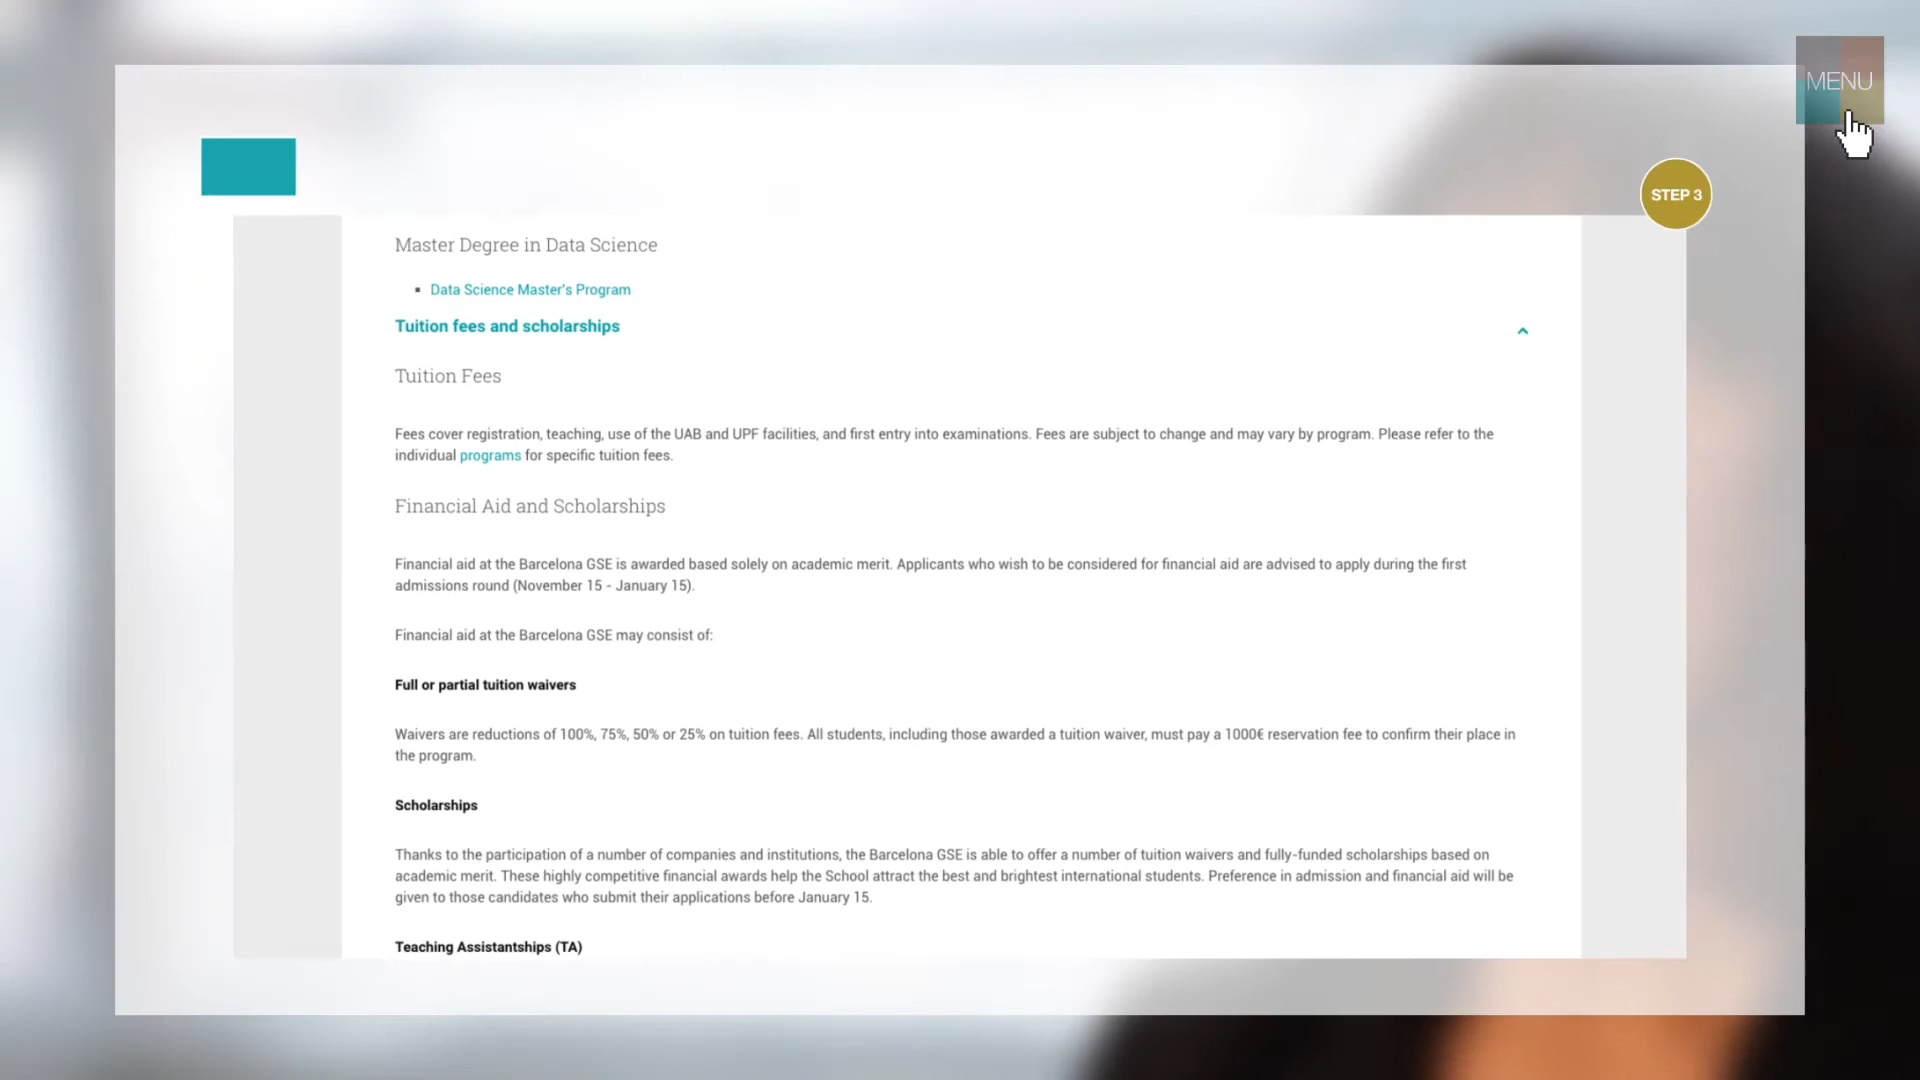 MENU
STEP 3
Master Degree in Data Science
▪ Data Science Master's Program
Tuition fees and scholarships
Tuition Fees
Fees cover registration, teaching, use of the UAB and UPF facilities, and first entry into examinations. Fees are subject to change and may vary by program. Please refer to the
individual programs for specific tuition fees.
Financial Aid and Scholarships
Financial aid at the Barcelona GSE is awarded based solely on academic merit. Applicants who wish to be considered for financial aid are advised to apply during the first
admissions round (November 15 - January 15).
Financial aid at the Barcelona GSE may consist of:
Full or partial tuition waivers
Waivers are reductions of 100%, 75%, 50% or 25% on tuition fees. All students, including those awarded a tuition waiver, must pay a 1000€ reservation fee to confirm their place in
the program.
Scholarships
Thanks to the participation of a number of companies and institutions, the Barcelona GSE is able to offer a number of tuition waivers and fully-funded scholarships based on
academic merit. These highly competitive financial awards help the School attract the best and brightest international students. Preference in admission and financial aid will be
given to those candidates who submit their applications before January 15.
Teaching Assistantships (TA)